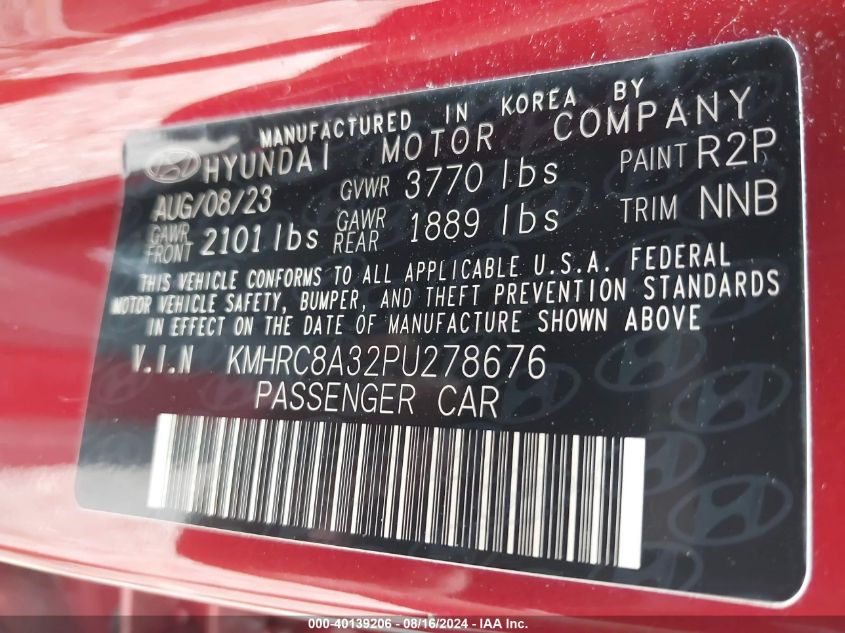 MANUFACTURED IN KOREA BY
HYUNDAI MOTOR COMPANY
AUG/08/23 GVWR 3770 lbs PAINT R2P
GAWR FRONT 2101 lbs GAWR REAR 1889 lbs TRIM NNB
THIS VEHICLE CONFORMS TO ALL APPLICABLE U.S.A. FEDERAL
MOTOR VEHICLE SAFETY, BUMPER, AND THEFT PREVENTION STANDARDS
IN EFFECT ON THE DATE OF MANUFACTURE SHOWN ABOVE
V.I.N KMHRC8A32PU278676
PASSENGER CAR
000-40139206 - 08/16/2024 - IAA Inc.